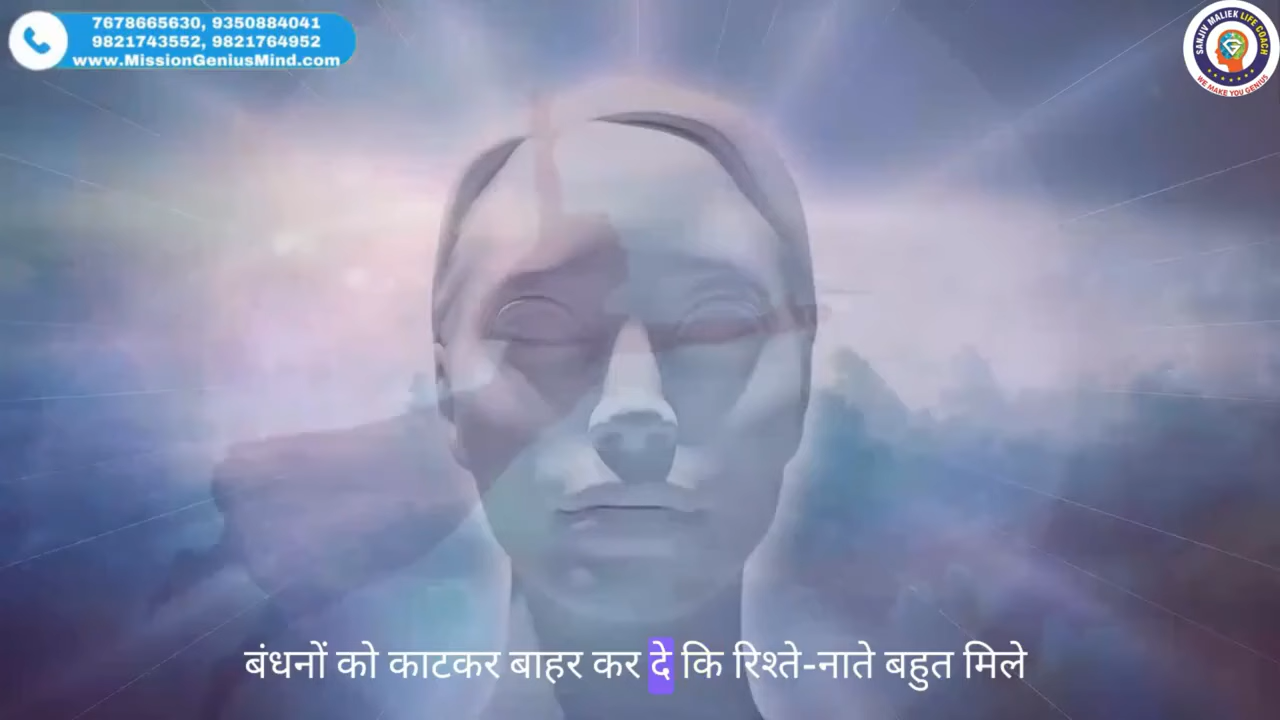 7678665630, 9350884041
9821743552, 9821764952
www.MissionGeniusMind.com
SANJIV MALIEK LIFE COACH
WE MAKE YOU GENIUS
बंधनों को काटकर बाहर कर दे कि रिश्ते-नाते बहुत मिले